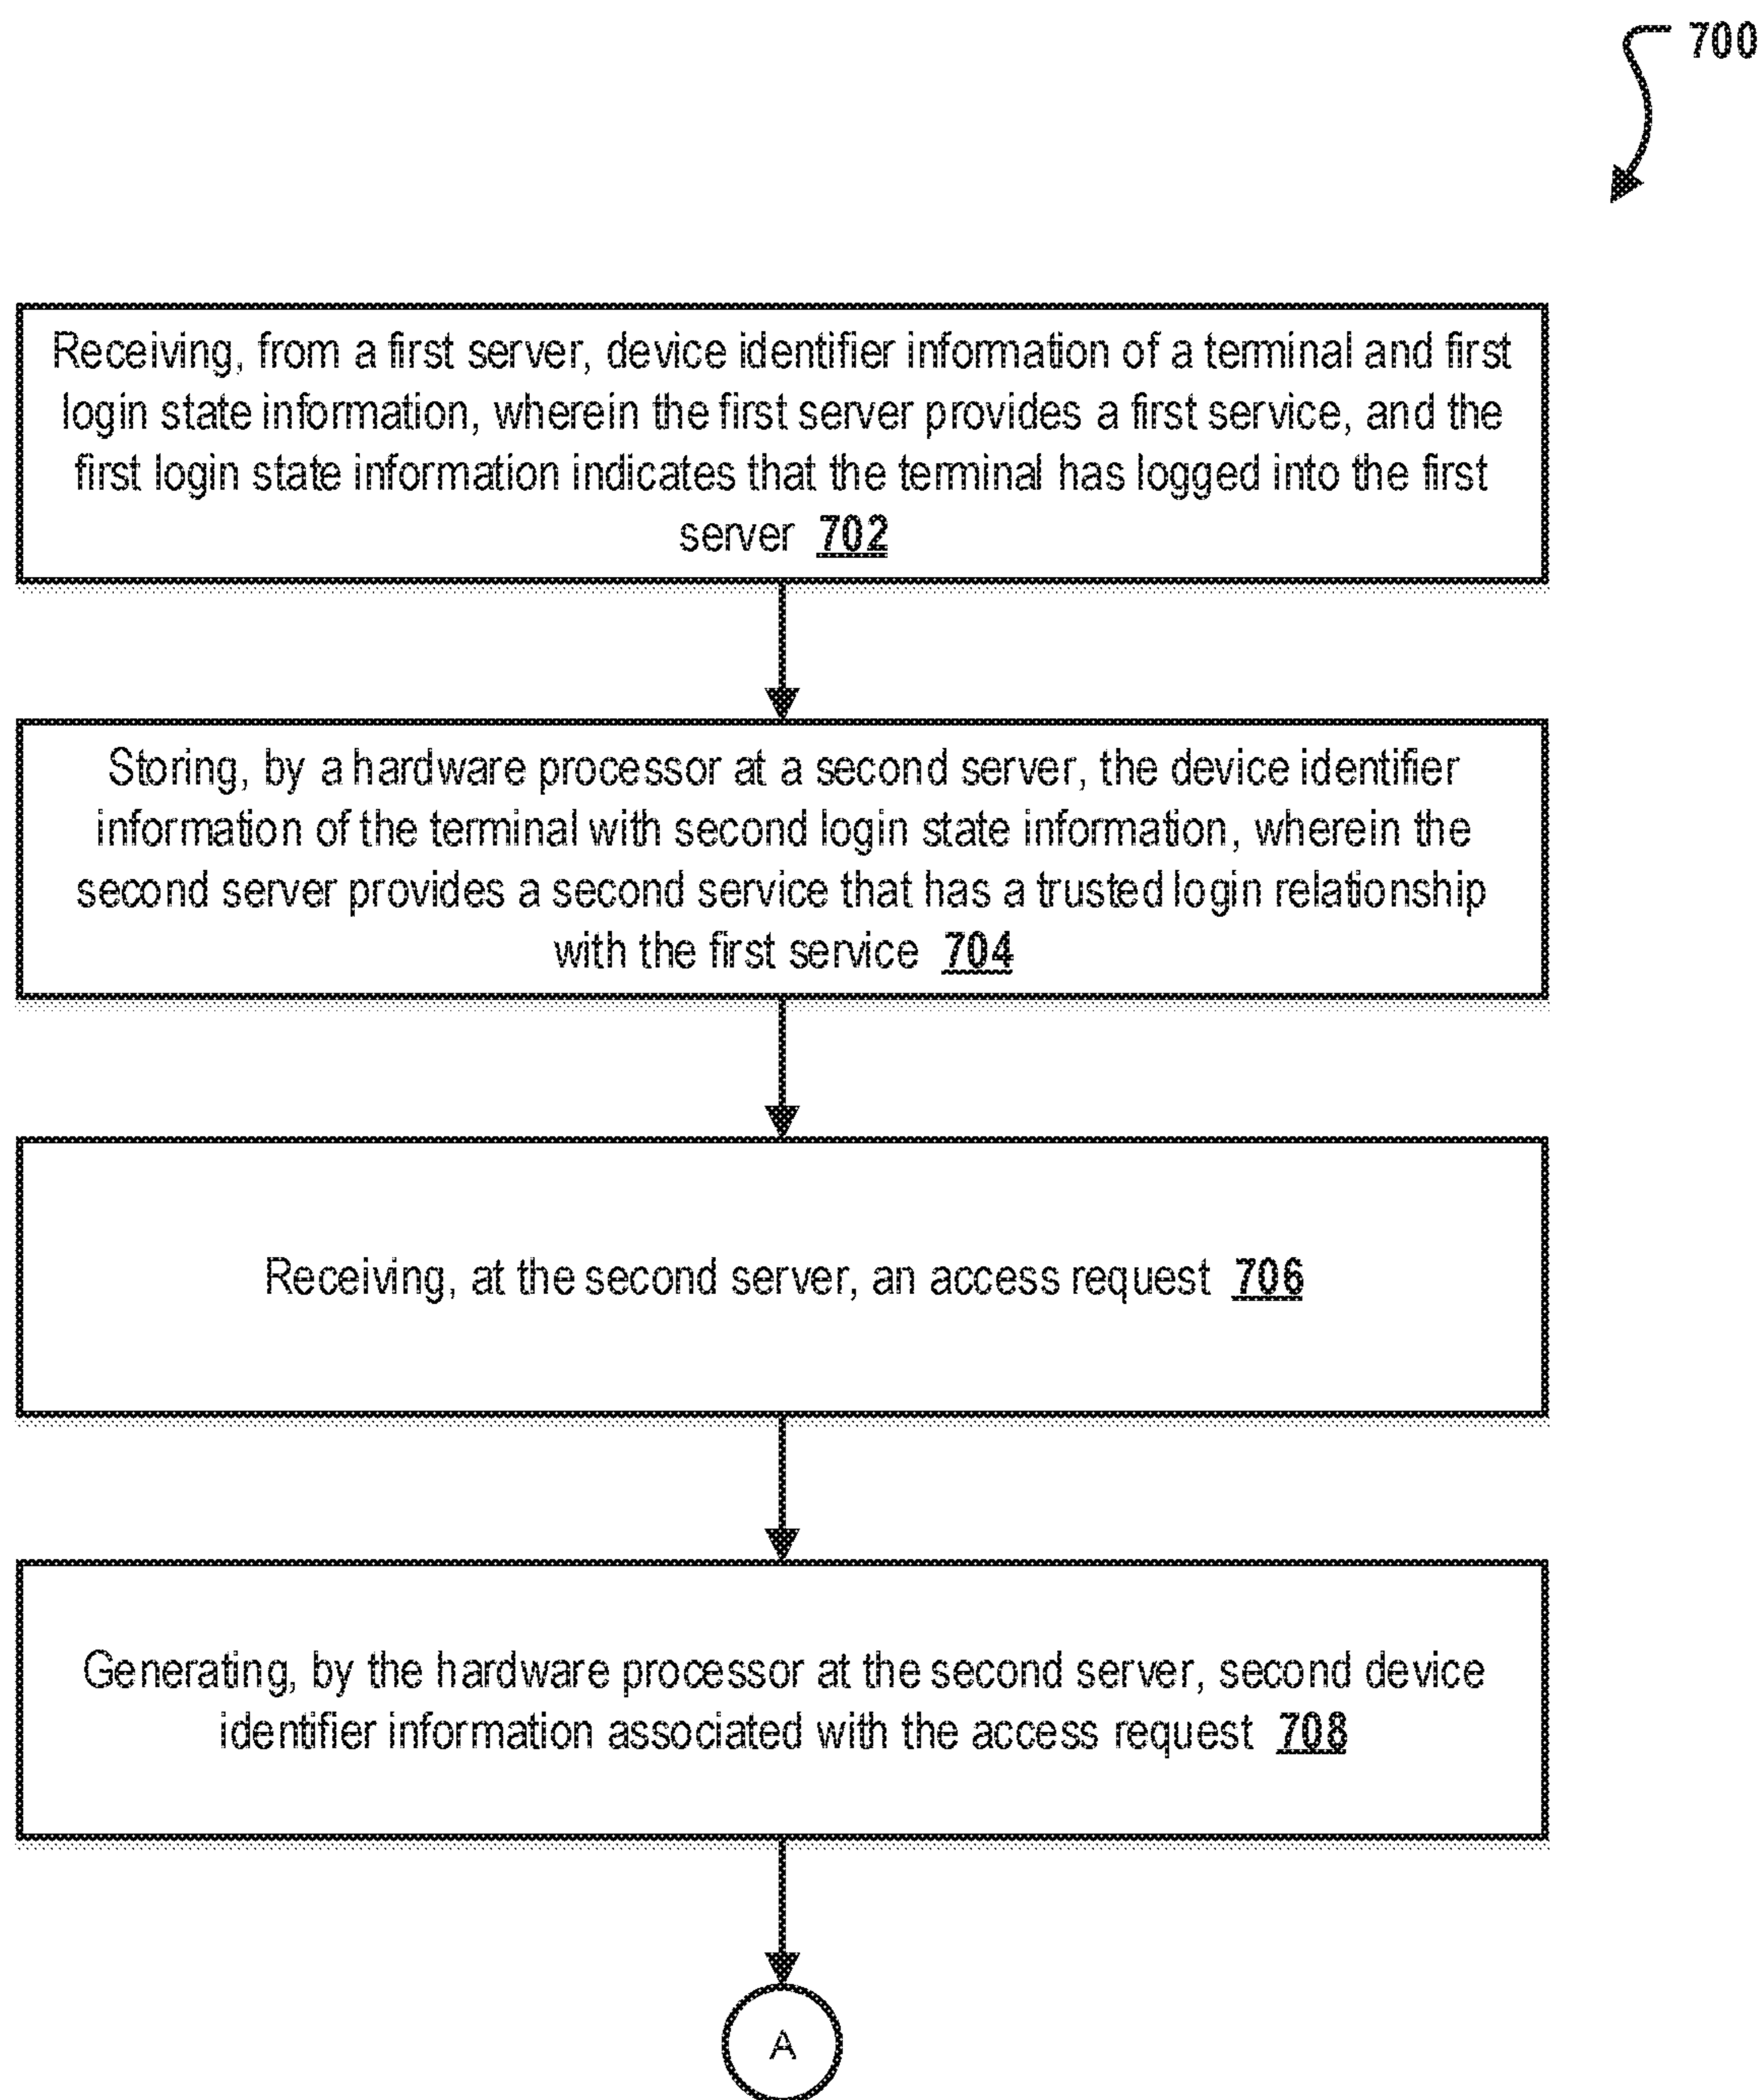 700
Receiving, from a first server, device identifier information of a terminal and first
login state information, wherein the first server provides a first service, and the
first login state information indicates that the terminal has logged into the first
server 702
Storing, by a hardware processor at a second server, the device identifier
information of the terminal with second login state information, wherein the
second server provides a second service that has a trusted login relationship
with the first service 704
Receiving, at the second server, an access request 706
Generating, by the hardware processor at the second server, second device
identifier information associated with the access request 708
A